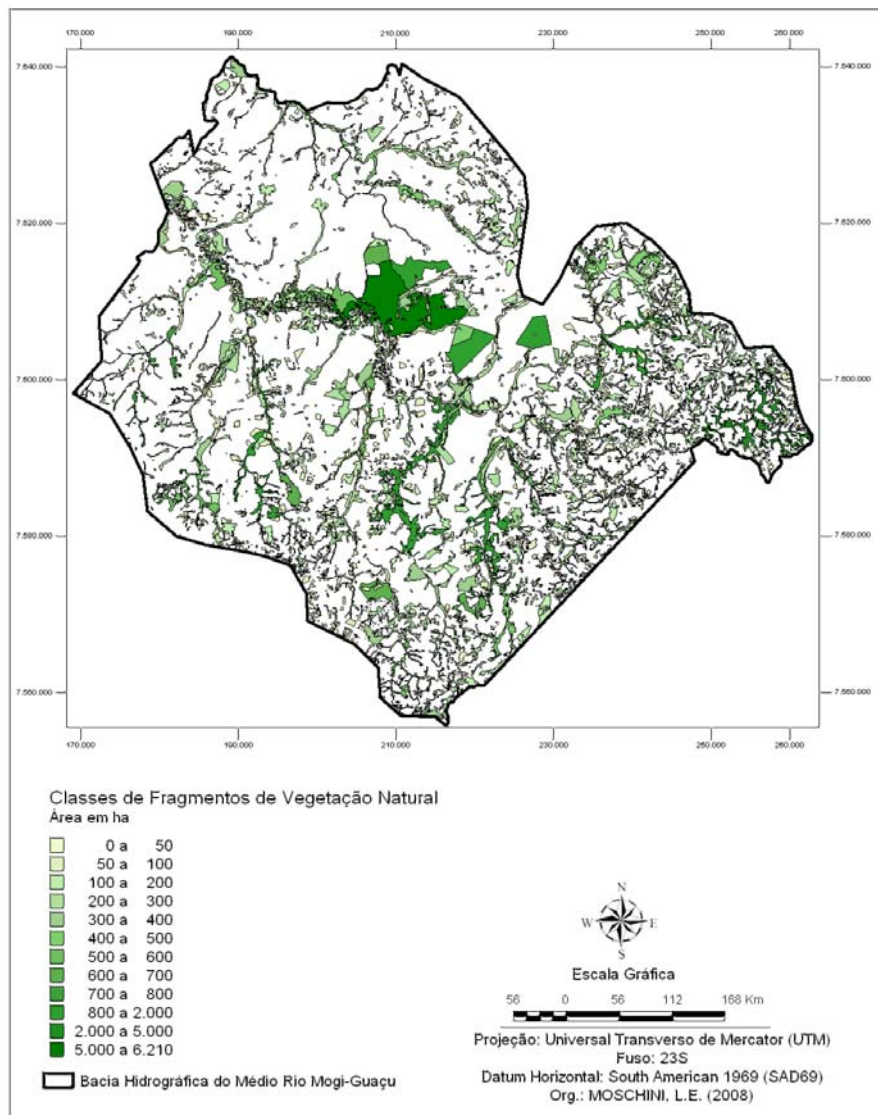 170.000 190.000 210.000 230.000 250.000 260.000
7.640.000 7.640.000
7.620.000 7.620.000
7.600.000 7.600.000
7.580.000 7.580.000
7.560.000 7.560.000
170.000 190.000 210.000 230.000 250.000 260.000
Classes de Fragmentos de Vegetação Natural
Área em ha
0 a 50
50 a 100
100 a 200
200 a 300
300 a 400
400 a 500
500 a 600
600 a 700
700 a 800
800 a 2.000
2.000 a 5.000
5.000 a 6.210
Bacia Hidrográfica do Médio Rio Mogi-Guaçu
N
W E
S
Escala Gráfica
56 0 56 112 168 Km
Projeção: Universal Transverso de Mercator (UTM)
Fuso: 23S
Datum Horizontal: South American 1969 (SAD69)
Org.: MOSCHINI, L.E. (2008)